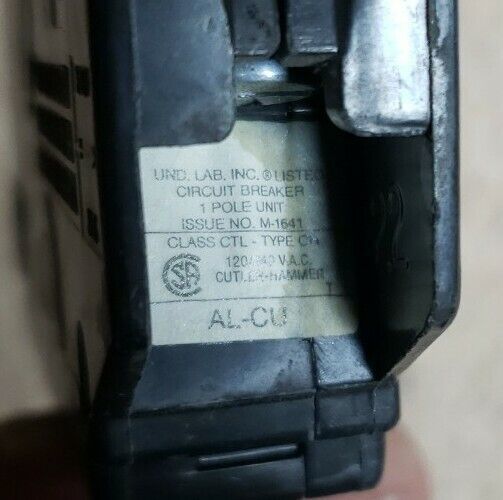 UND. LAB. INC. ® LISTED
CIRCUIT BREAKER
1 POLE UNIT
ISSUE NO. M-1641
CLASS CTL - TYPE CH
SA 120/240 V.A.C.
CUTLER-HAMMER
T
AL-CU